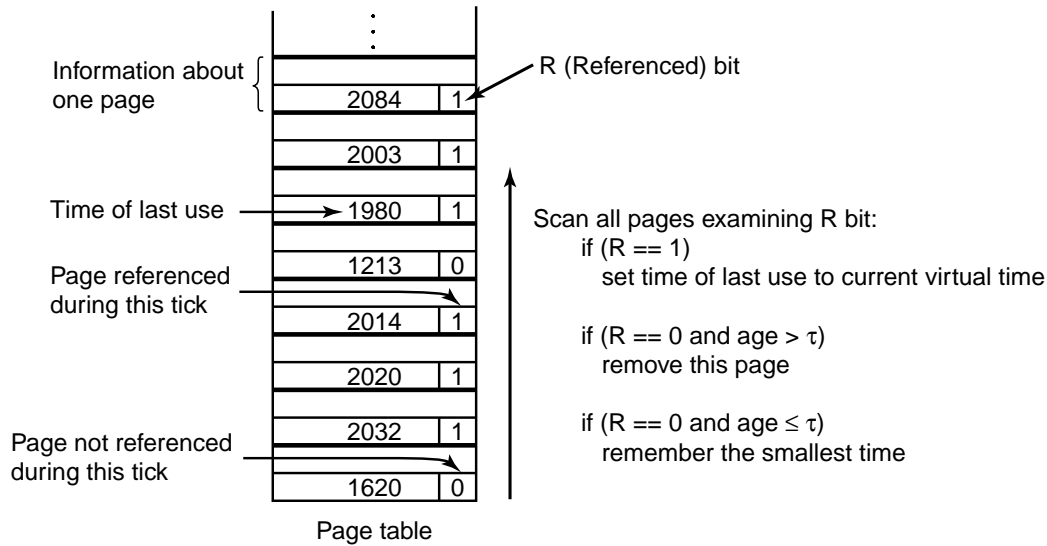 Information about
one page
R (Referenced) bit
2084 1
2003 1
Time of last use
1980 1
1213 0
Page referenced
during this tick
2014 1
2020 1
2032 1
Page not referenced
during this tick
1620 0
Page table
Scan all pages examining R bit:
if (R == 1)
set time of last use to current virtual time
if (R == 0 and age > τ)
remove this page
if (R == 0 and age ≤ τ)
remember the smallest time